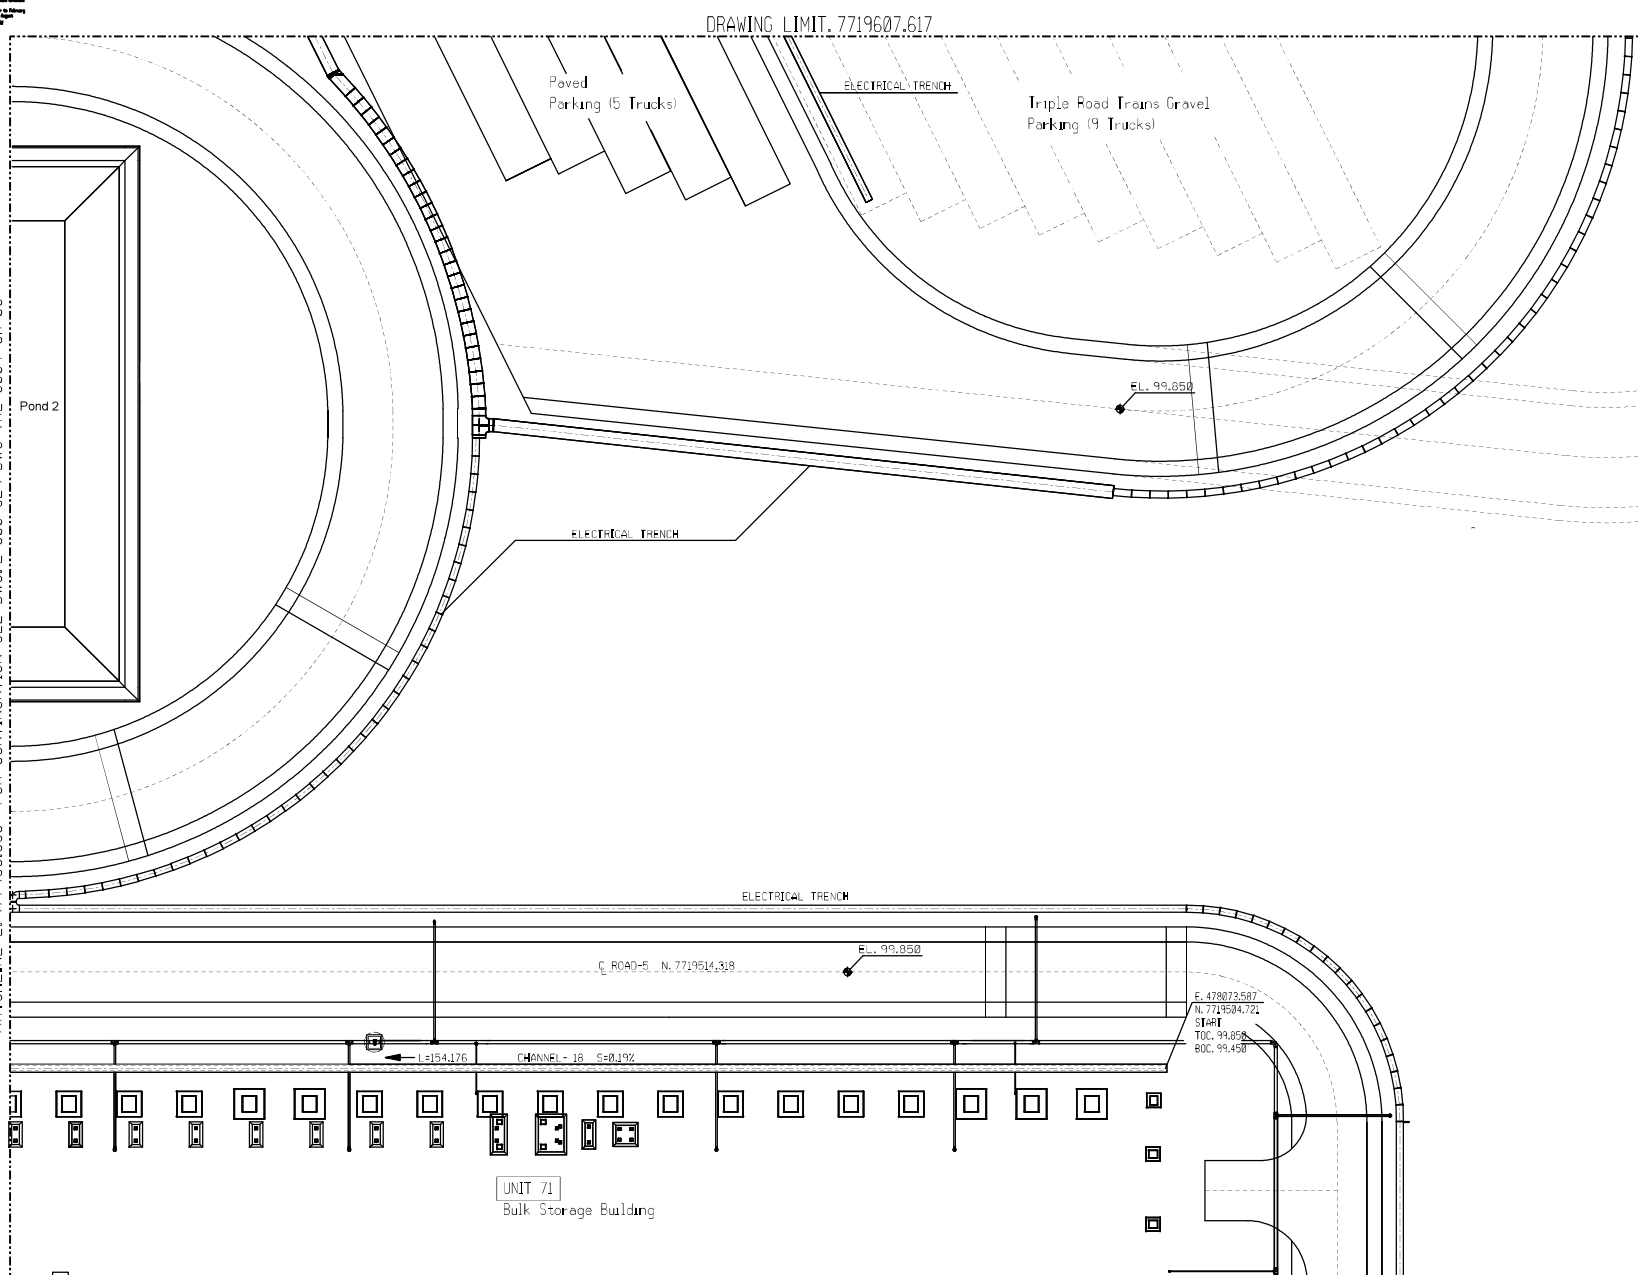 DRAWING LIMIT. 7719607.617
Paved
Parking (5 Trucks)
ELECTRICAL TRENCH
Triple Road Trains Gravel
Parking (9 Trucks)
EL. 99.850
Pond 2
ELECTRICAL TRENCH
ELECTRICAL TRENCH
EL. 99.850
C ROAD-5 N. 7719514.318
E. 478073.587
N. 7719504.721
START
TOC. 99.850
BOC. 99.450
L=154.176 CHANNEL- 18 S=0.19%
UNIT 71
Bulk Storage Building